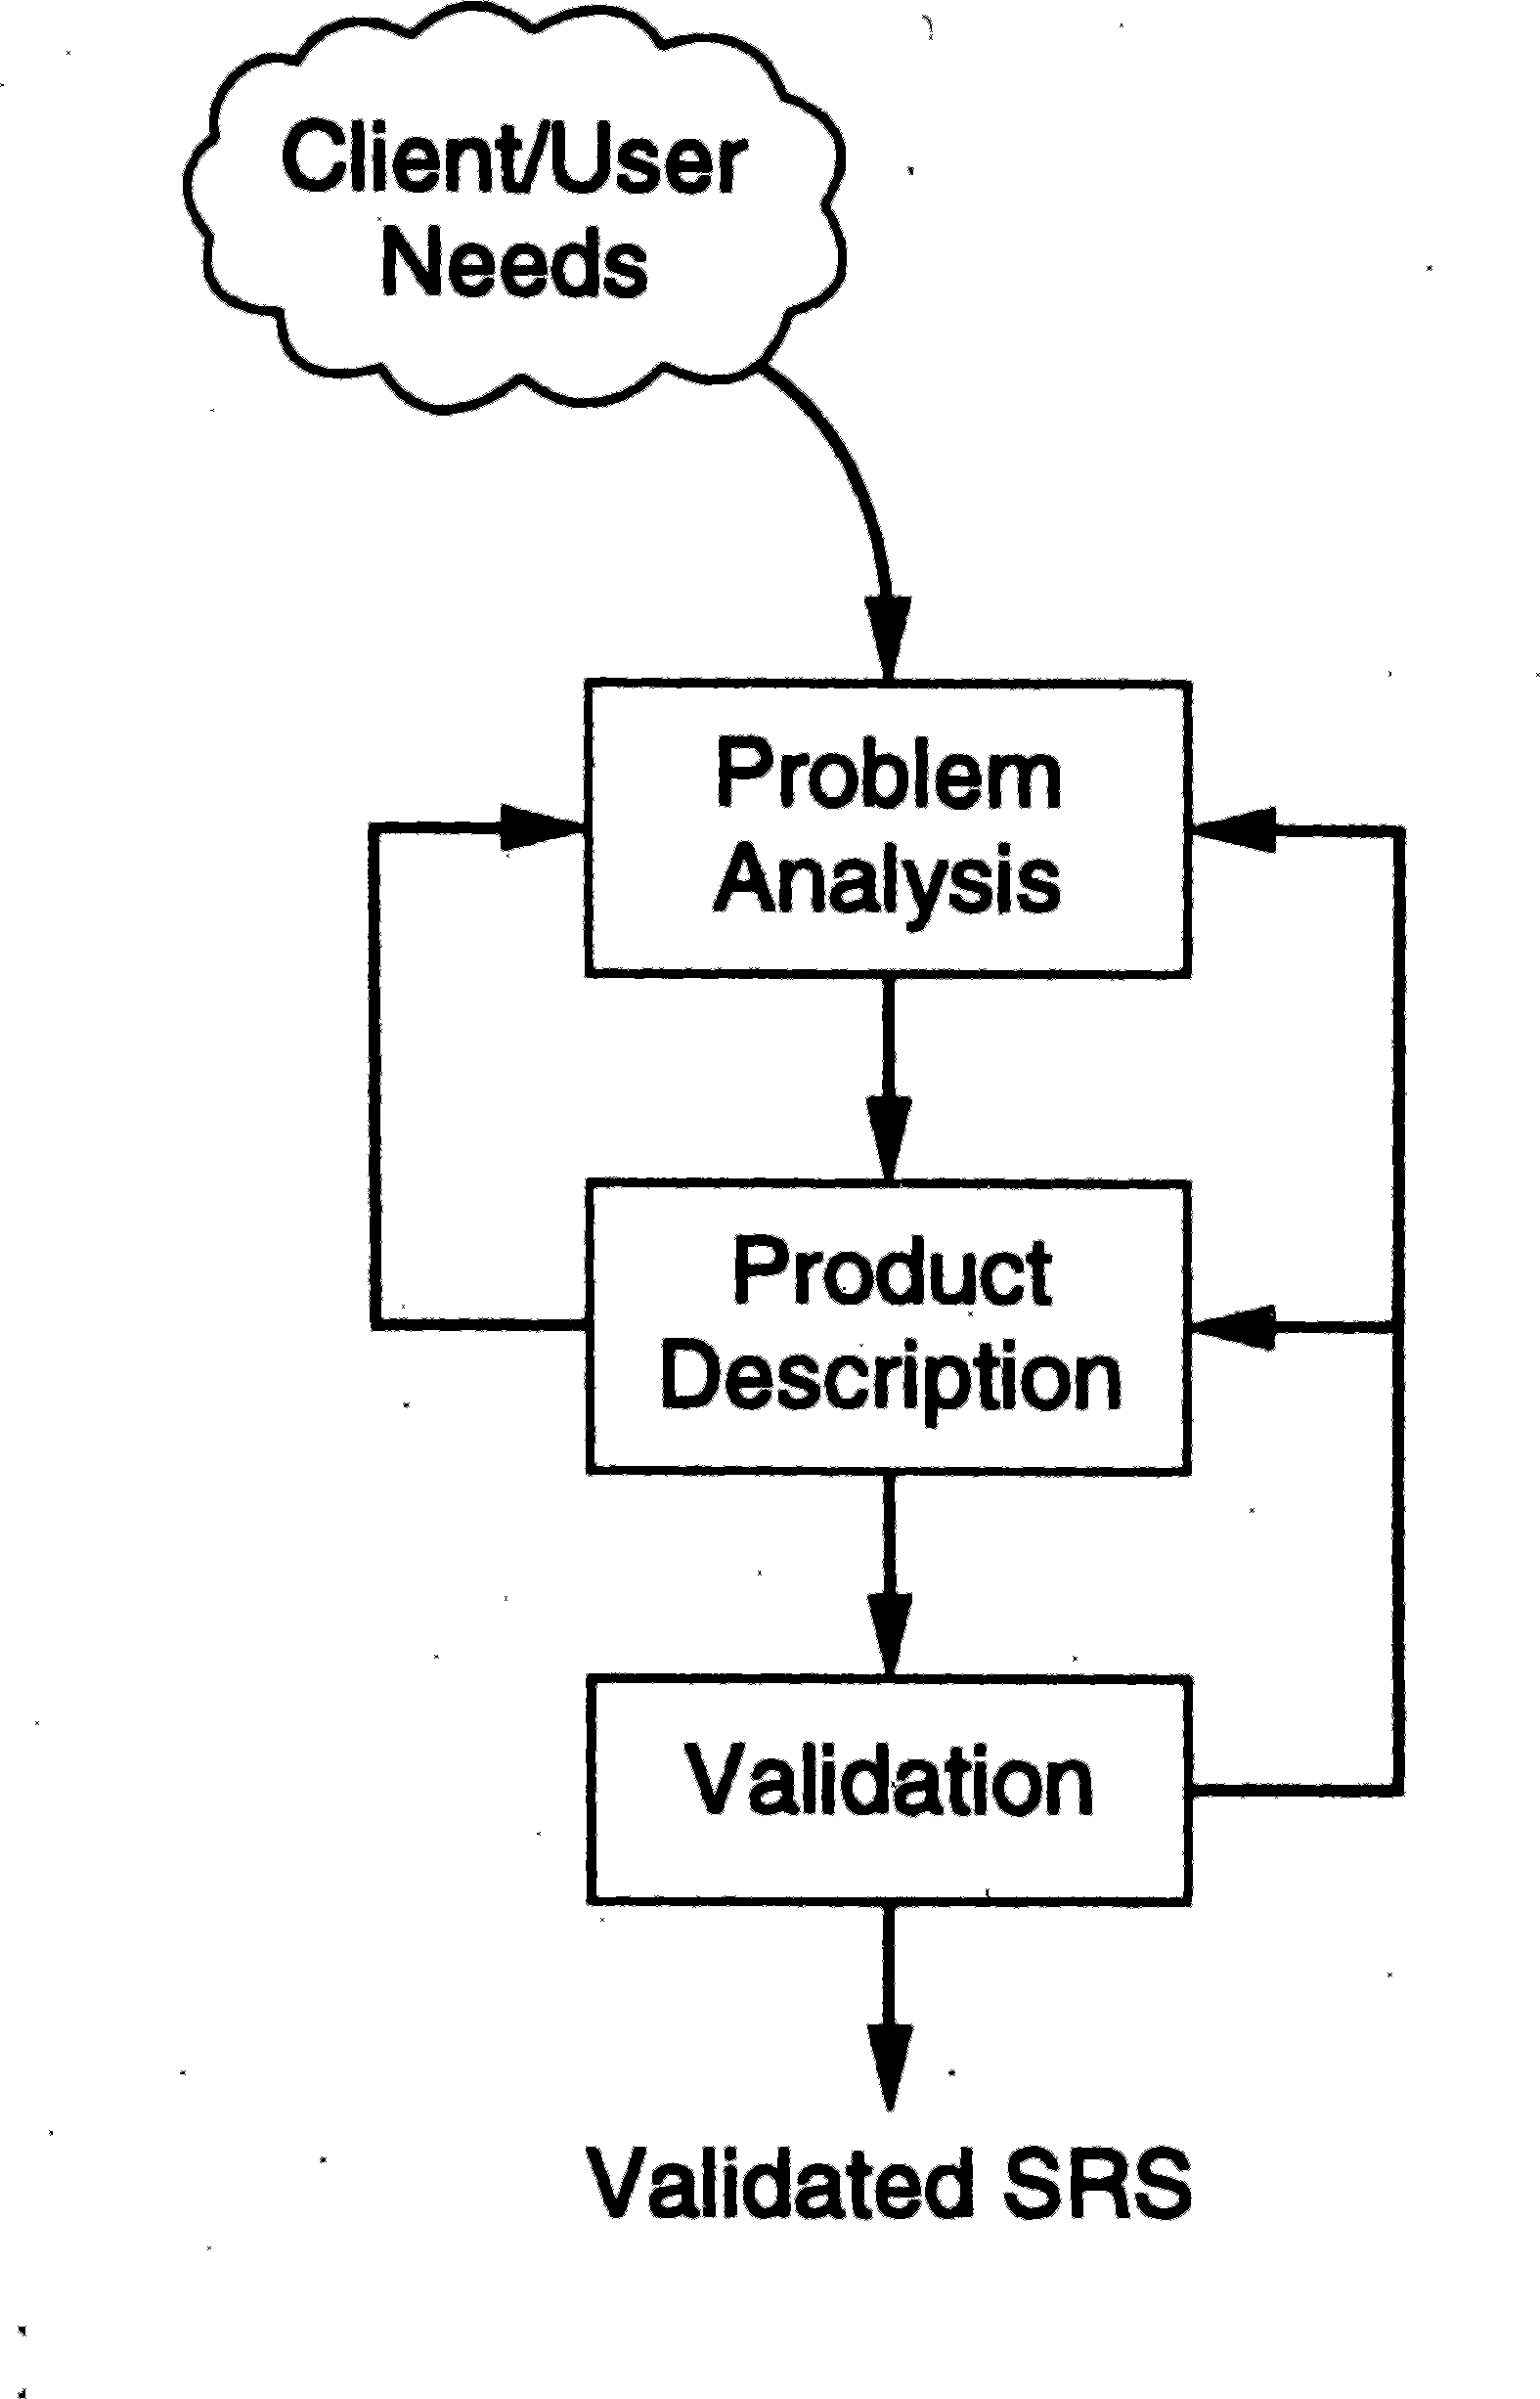 Client/User
Needs
Problem
Analysis
Product
Description
Validation
Validated SRS